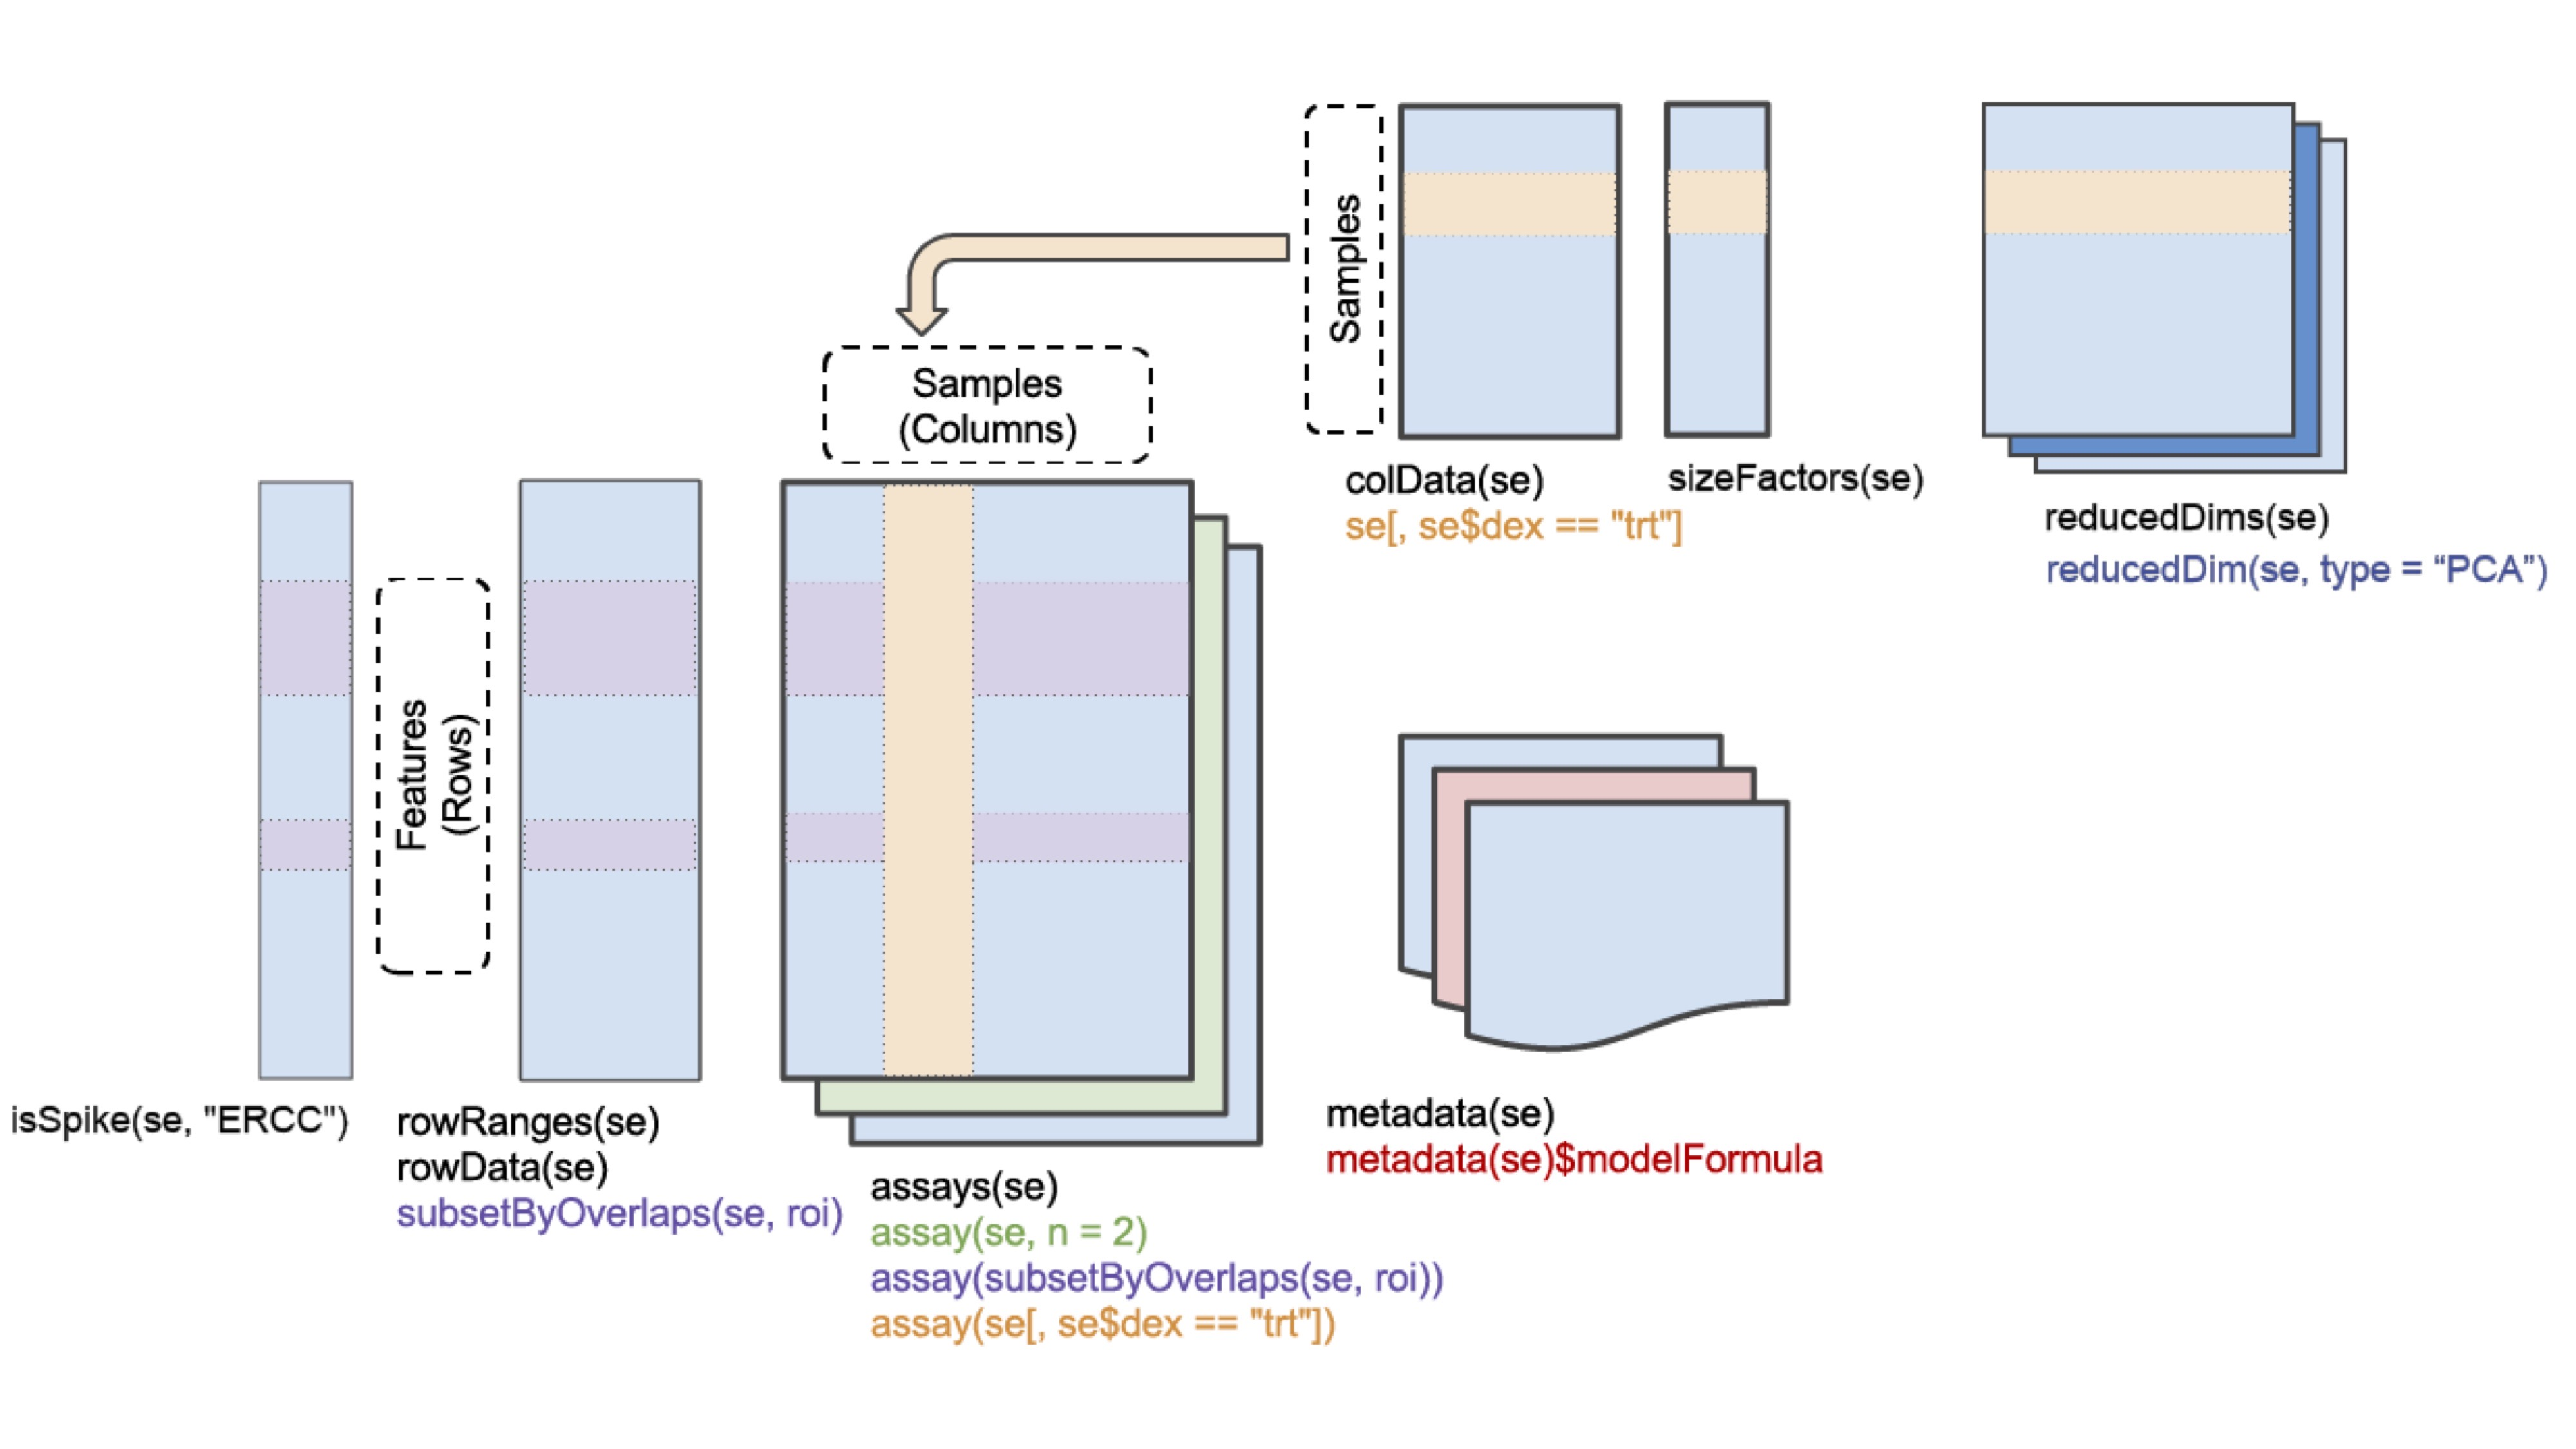 Samples
colData(se)
se[, se$dex == "trt"]
sizeFactors(se)
reducedDims(se)
reducedDim(se, type = “PCA”)
Samples
(Columns)
Features
(Rows)
isSpike(se, "ERCC")
rowRanges(se)
rowData(se)
subsetByOverlaps(se, roi)
assays(se)
assay(se, n = 2)
assay(subsetByOverlaps(se, roi))
assay(se[, se$dex == "trt"])
metadata(se)
metadata(se)$modelFormula